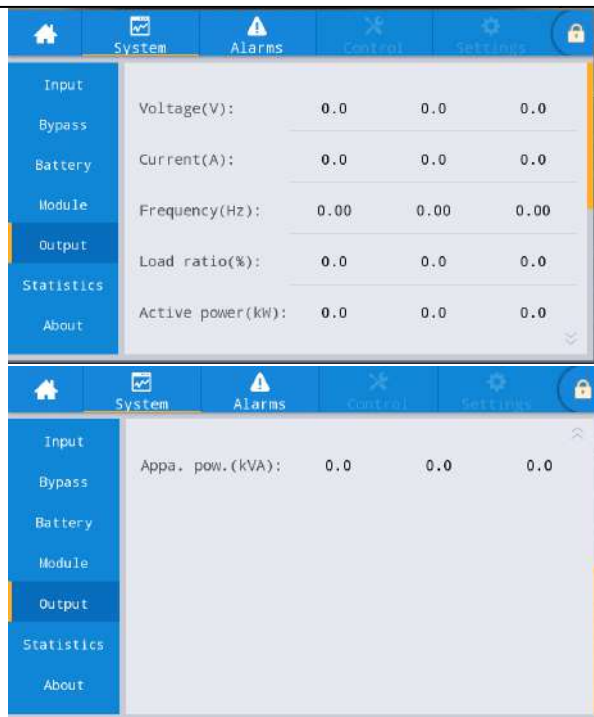 System Alarms Control Settings
Input
Bypass
Battery
Module
Output
Statistics
About
Voltage(V): 0.0 0.0 0.0
Current(A): 0.0 0.0 0.0
Frequency(Hz): 0.00 0.00 0.00
Load ratio(%): 0.0 0.0 0.0
Active power(kW): 0.0 0.0 0.0
System Alarms Control Settings
Input
Bypass
Battery
Module
Output
Statistics
About
Appa. pow.(kVA): 0.0 0.0 0.0